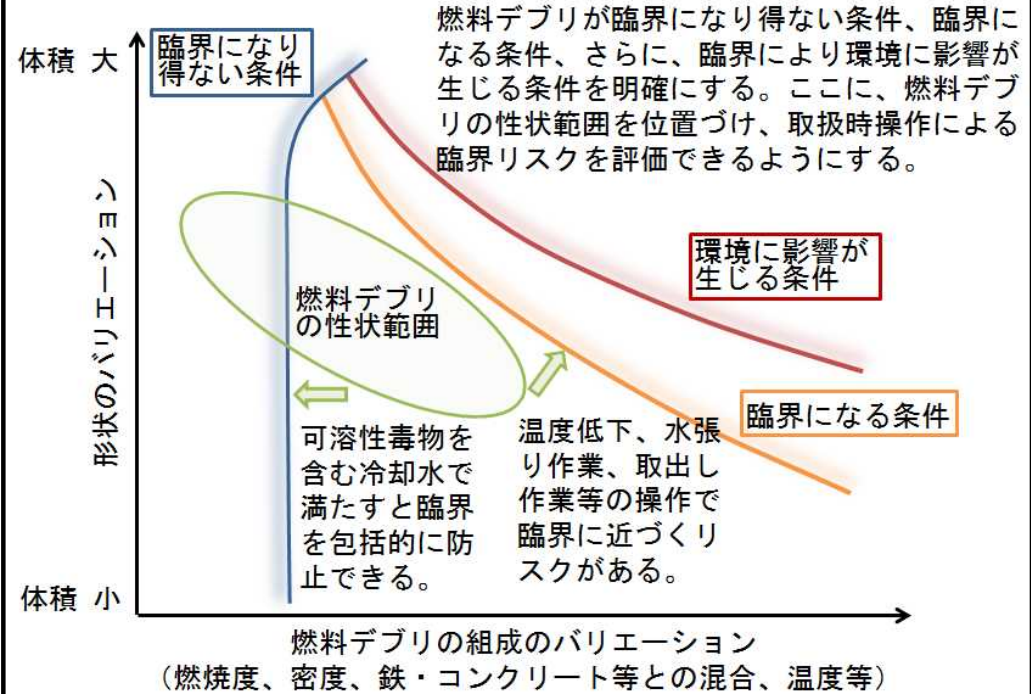 燃料デブリが臨界になり得ない条件、臨界に
なる条件、さらに、臨界により環境に影響が
生じる条件を明確にする。ここに、燃料デブ
リの性状範囲を位置づけ、取扱時操作による
臨界リスクを評価できるようにする。
体積 大
臨界になり
得ない条件
形状のバリエーション
環境に影響が
生じる条件
燃料デブリ
の性状範囲
臨界になる条件
可溶性毒物を
含む冷却水で
満たすと臨界
を包括的に防
止できる。
温度低下、水張
り作業、取出し
作業等の操作で
臨界に近づくリ
スクがある。
体積 小
燃料デブリの組成のバリエーション
（燃焼度、密度、鉄・コンクリート等との混合、温度等）